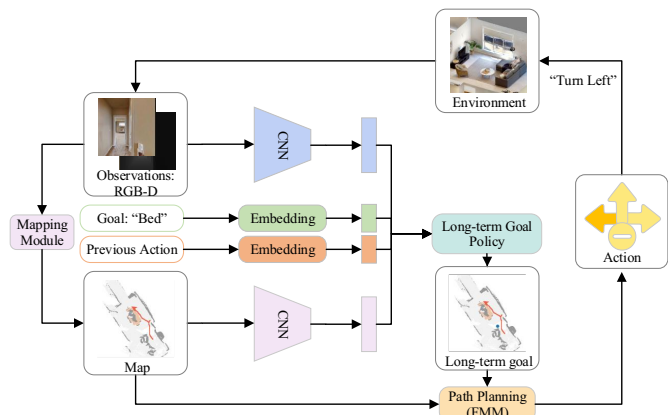 “Turn Left”
Environment
CNN
Observations:
RGB-D
Mapping
Module
Goal: “Bed”
Embedding
Previous Action
Embedding
Long-term Goal
Policy
Action
CNN
Map
Long-term goal
Path Planning
(FMM)